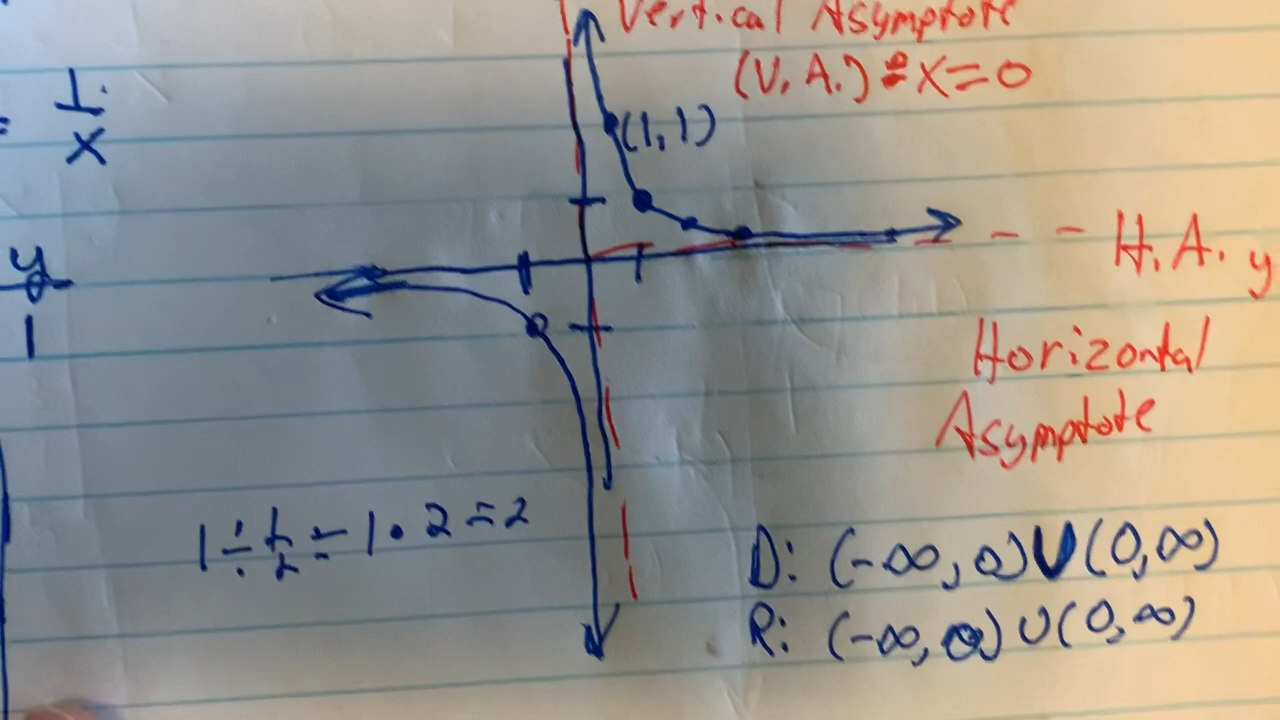 Vertical Asymptote
(V. A.) : x=0
= 1/x
(1, 1)
y
1
H. A. y
Horizontal
Asymptote
1 ÷ 1/2 = 1 • 2 = 2
D: (-∞, 0) U (0, ∞)
R: (-∞, 0) U (0, ∞)